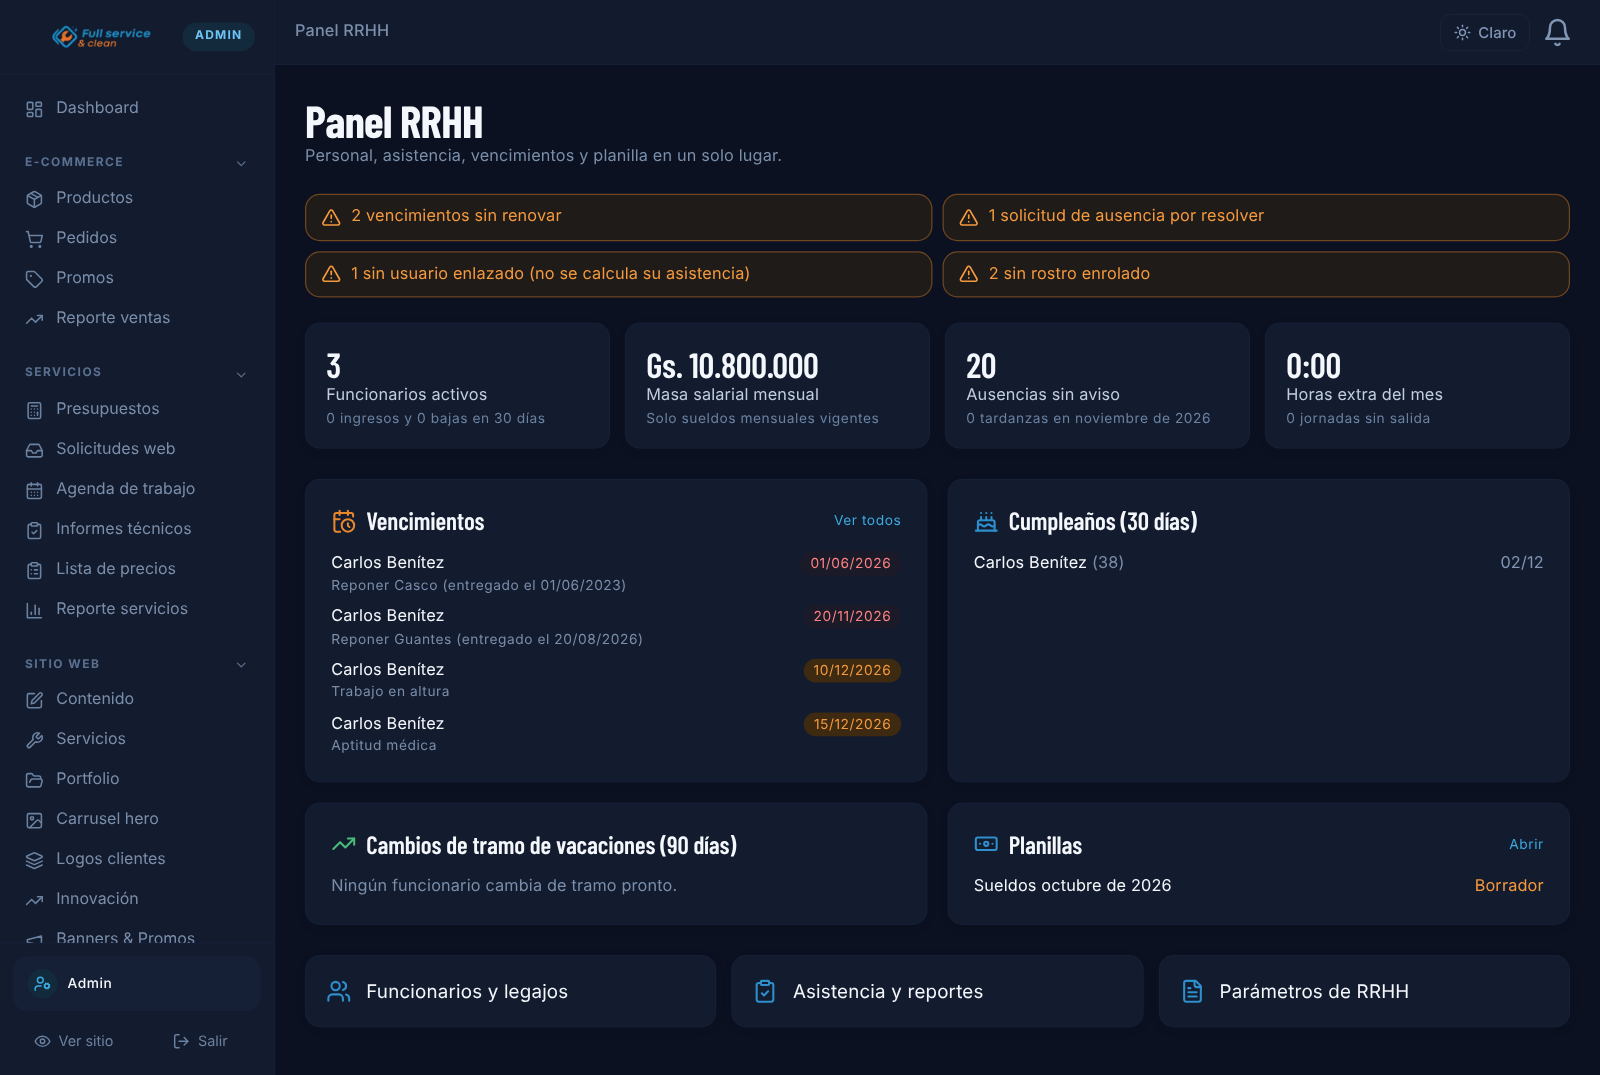 Full service
& clean
ADMIN
Panel RRHH
Claro
Dashboard
E-COMMERCE
Productos
Pedidos
Promos
Reporte ventas
SERVICIOS
Presupuestos
Solicitudes web
Agenda de trabajo
Informes técnicos
Lista de precios
Reporte servicios
SITIO WEB
Contenido
Servicios
Portfolio
Carrusel hero
Logos clientes
Innovación
Banners & Promos
Admin
Ver sitio
Salir
Panel RRHH
Personal, asistencia, vencimientos y planilla en un solo lugar.
2 vencimientos sin renovar
1 solicitud de ausencia por resolver
1 sin usuario enlazado (no se calcula su asistencia)
2 sin rostro enrolado
3
Funcionarios activos
0 ingresos y 0 bajas en 30 días
Gs. 10.800.000
Masa salarial mensual
Solo sueldos mensuales vigentes
20
Ausencias sin aviso
0 tardanzas en noviembre de 2026
0:00
Horas extra del mes
0 jornadas sin salida
Vencimientos
Ver todos
Carlos Benítez
01/06/2026
Reponer Casco (entregado el 01/06/2023)
Carlos Benítez
20/11/2026
Reponer Guantes (entregado el 20/08/2026)
Carlos Benítez
10/12/2026
Trabajo en altura
Carlos Benítez
15/12/2026
Aptitud médica
Cumpleaños (30 días)
Carlos Benítez (38)
02/12
Cambios de tramo de vacaciones (90 días)
Ningún funcionario cambia de tramo pronto.
Planillas
Abrir
Sueldos octubre de 2026
Borrador
Funcionarios y legajos
Asistencia y reportes
Parámetros de RRHH